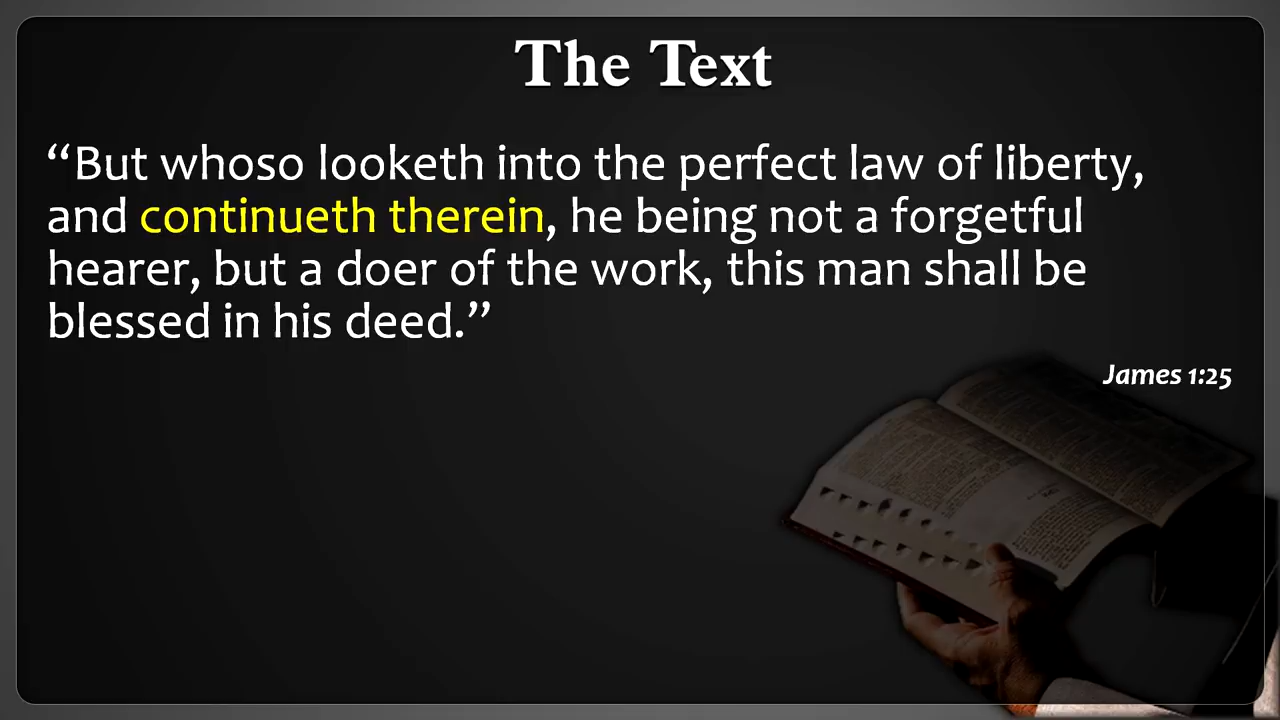 The Text
“But whoso looketh into the perfect law of liberty,
and continueth therein, he being not a forgetful
hearer, but a doer of the work, this man shall be
blessed in his deed.”
James 1:25